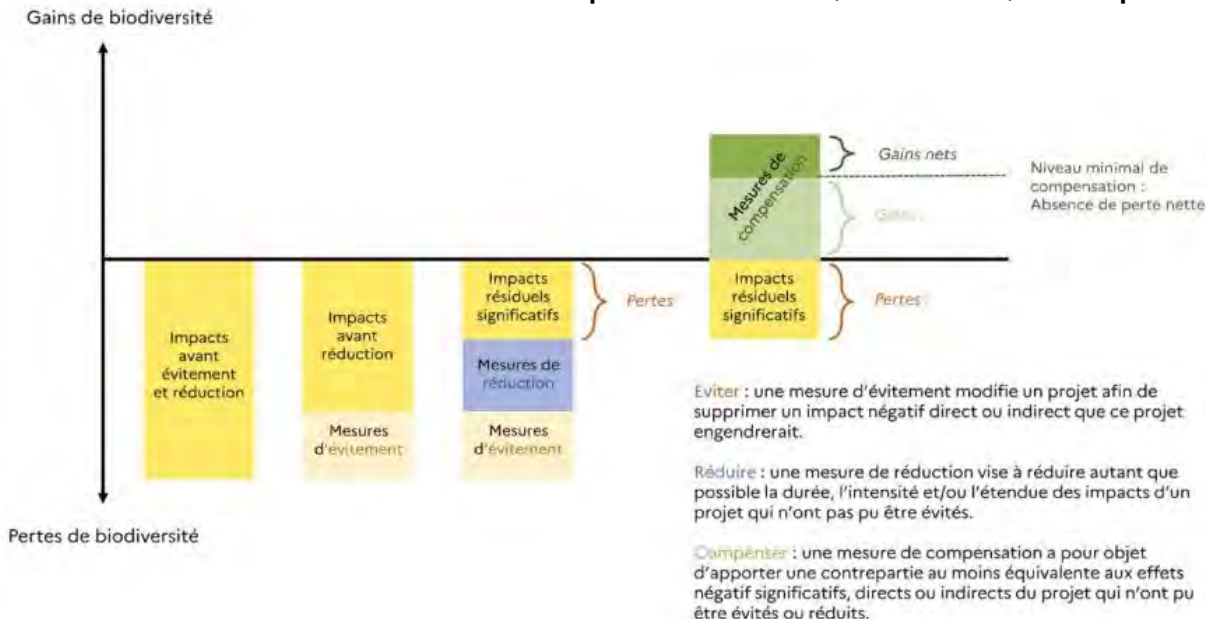 Gains de biodiversité
Mesures de
compensation
Gains nets
Niveau minimal de
compensation :
Absence de perte nette
Gains
Impacts
avant
évitement
et réduction
Impacts
avant
réduction
Mesures
d'évitement
Impacts
résiduels
significatifs
Mesures de
réduction
Mesures
d'évitement
Pertes
Impacts
résiduels
significatifs
Pertes
Pertes de biodiversité
Eviter : une mesure d'évitement modifie un projet afin de
supprimer un impact négatif direct ou indirect que ce projet
engendrerait.
Réduire : une mesure de réduction vise à réduire autant que
possible la durée, l'intensité et/ou l'étendue des impacts d'un
projet qui n'ont pas pu être évités.
Compenser : une mesure de compensation a pour objet
d'apporter une contrepartie au moins équivalente aux effets
négatif significatifs, directs ou indirects du projet qui n'ont pu
être évités ou réduits.